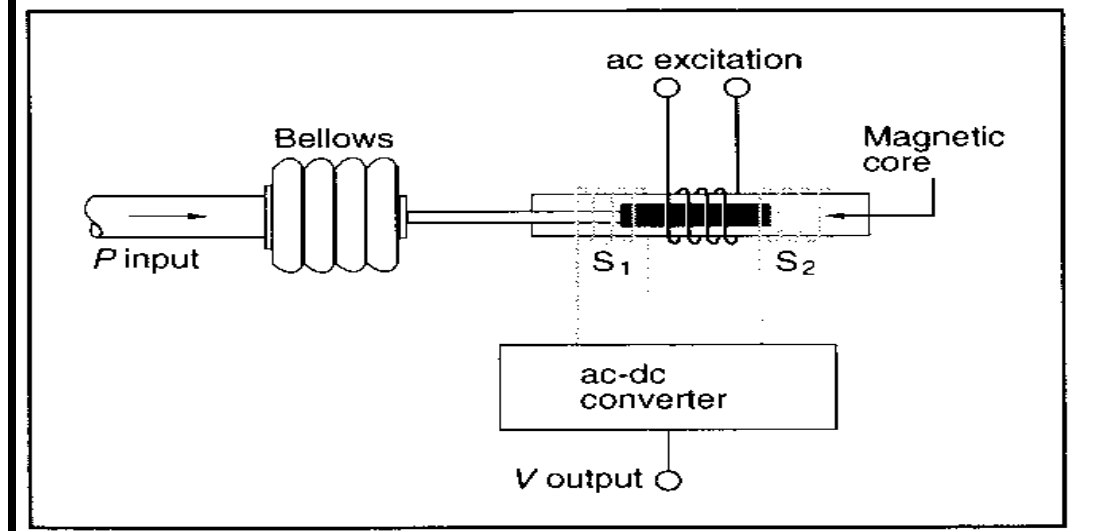 ac excitation
Bellows
Magnetic
core
P input
S1
S2
ac-dc
converter
V output